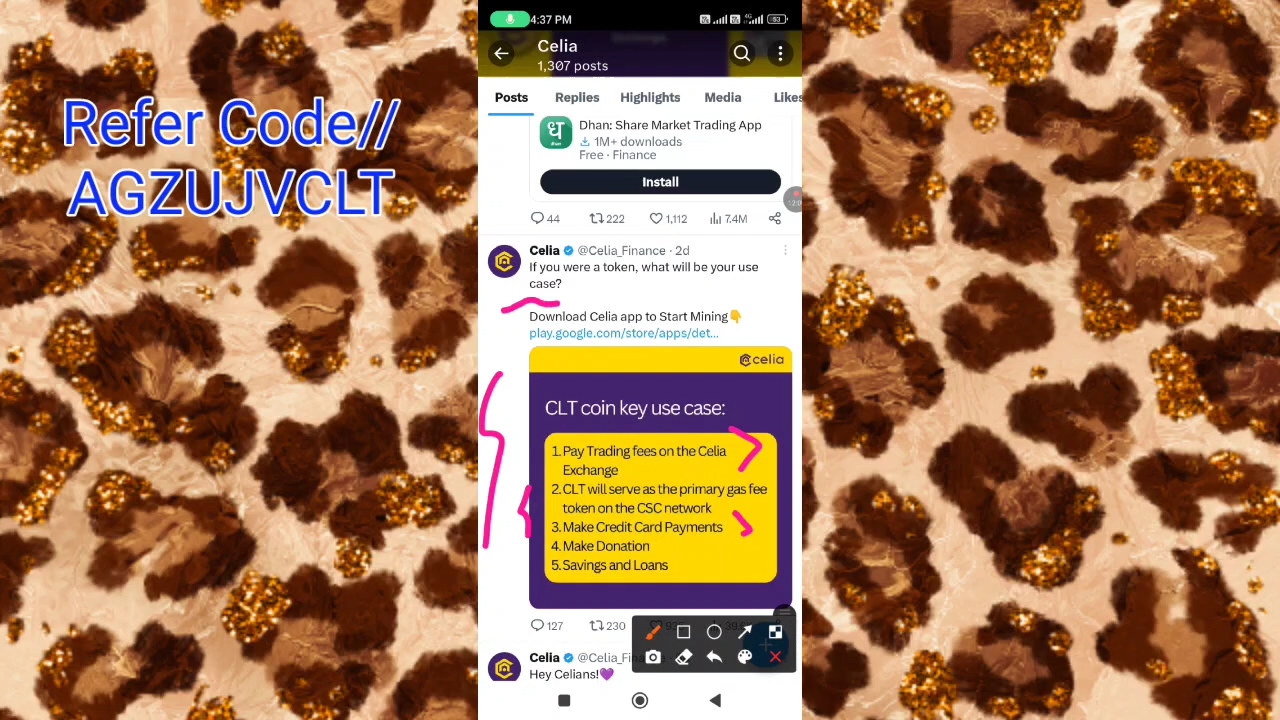 Refer Code//
AGZUJVCLT
4:37 PM
4G
53
Celia
1,307 posts
Posts Replies Highlights Media Likes
Dhan: Share Market Trading App
1M+ downloads
Free · Finance
Install
44 222 1,112 7.4M
Celia @Celia_Finance · 2d
If you were a token, what will be your use
case?
Download Celia app to Start Mining👇
play.google.com/store/apps/det...
celia
CLT coin key use case:
1. Pay Trading fees on the Celia
Exchange
2. CLT will serve as the primary gas fee
token on the CSC network
3. Make Credit Card Payments
4. Make Donation
5. Savings and Loans
127 230
Celia
Hey Celians!💜